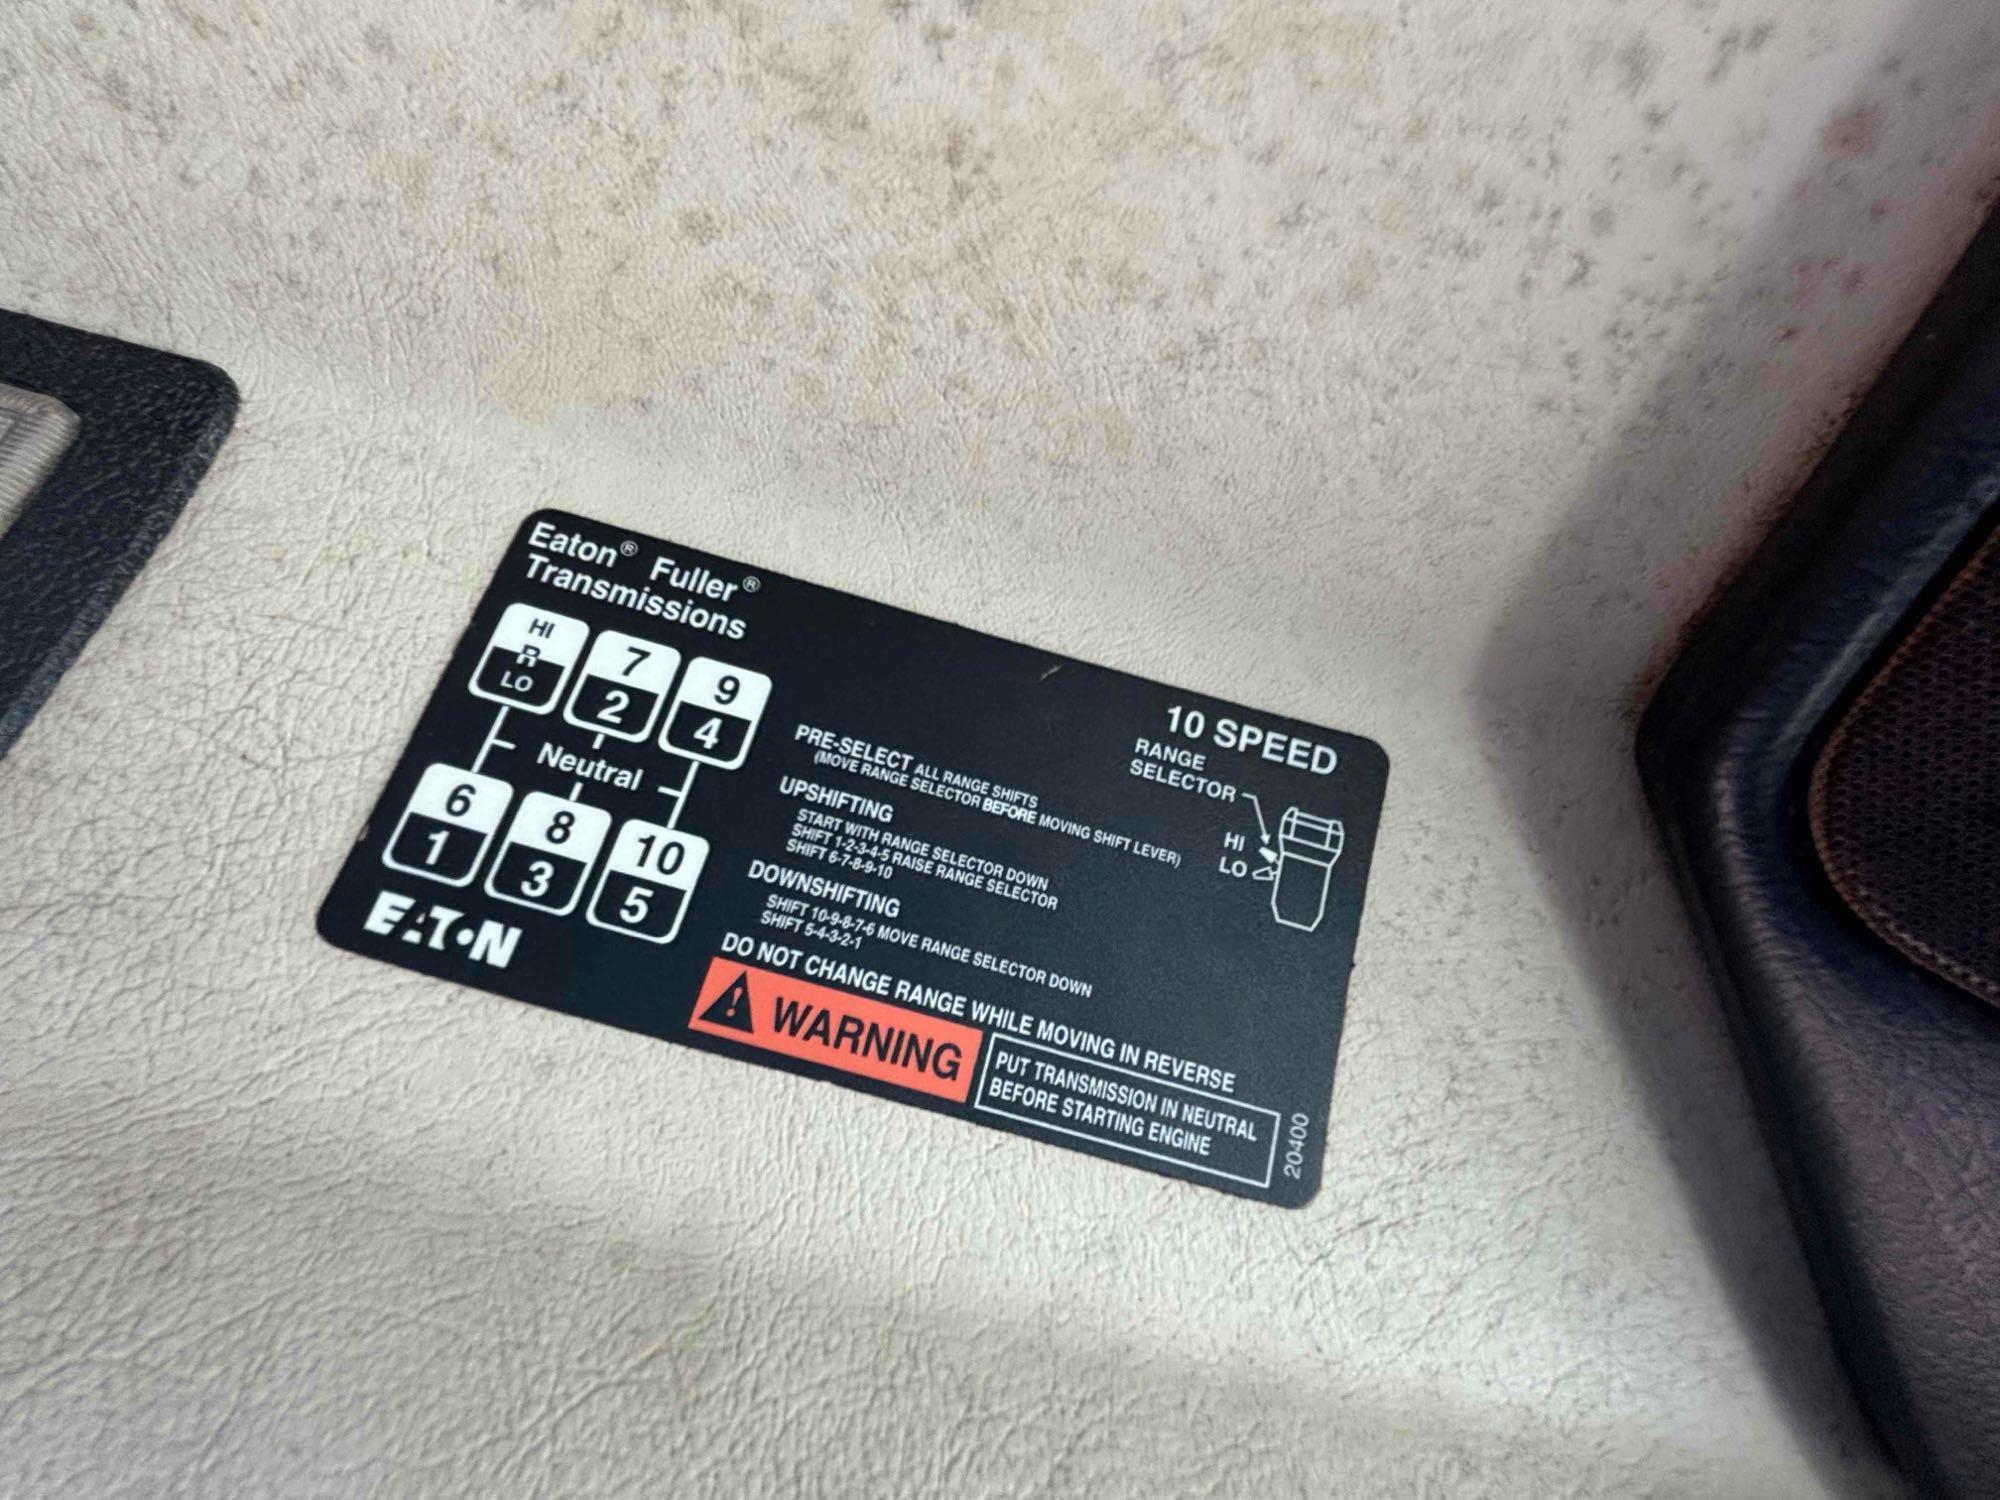 Eaton® Fuller®
Transmissions
HI
R
LO
7
2
9
4
Neutral
6
1
8
3
10
5
EATON
10 SPEED
RANGE
SELECTOR
HI
LO
PRE-SELECT ALL RANGE SHIFTS
(MOVE RANGE SELECTOR BEFORE MOVING SHIFT LEVER)
UPSHIFTING
START WITH RANGE SELECTOR DOWN
SHIFT 1-2-3-4-5 RAISE RANGE SELECTOR
SHIFT 6-7-8-9-10
DOWNSHIFTING
SHIFT 10-9-8-7-6 MOVE RANGE SELECTOR DOWN
SHIFT 5-4-3-2-1
DO NOT CHANGE RANGE WHILE MOVING IN REVERSE
WARNING
PUT TRANSMISSION IN NEUTRAL
BEFORE STARTING ENGINE
20400